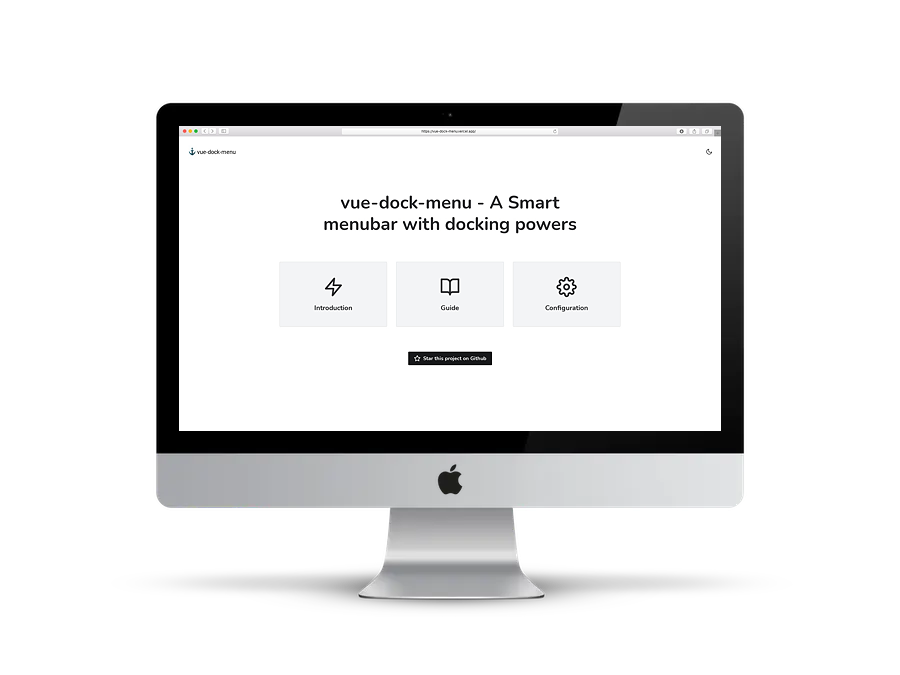 https://vue-dock-menu.vercel.app/
vue-dock-menu
vue-dock-menu - A Smart
menubar with docking powers
Introduction
Guide
Configuration
Star this project on Github